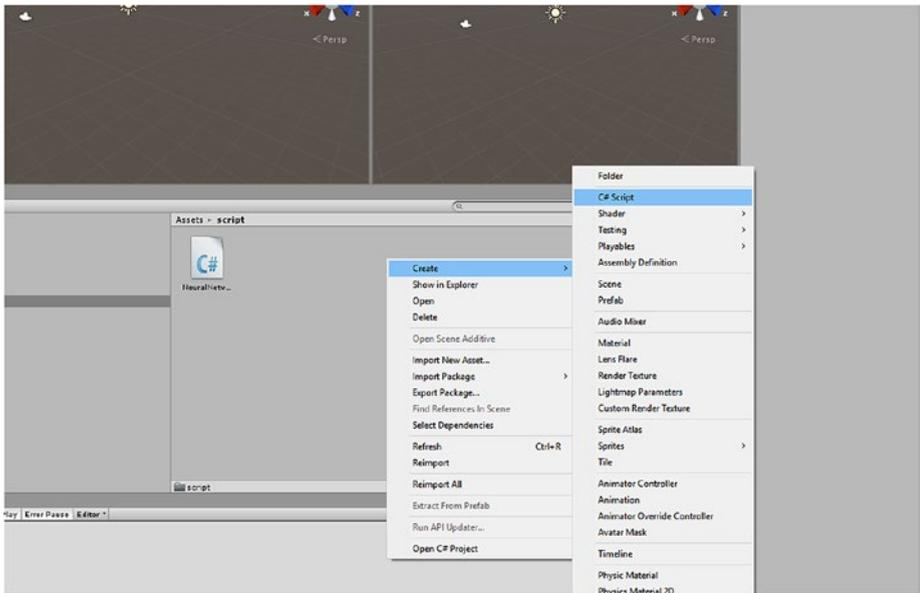 x z
< Persp
x z
< Persp
Assets ▸ script
C#
NeuralNetw...
script
Play Error Pause Editor
Create
Show in Explorer
Open
Delete
Open Scene Additive
Import New Asset...
Import Package
Export Package...
Find References In Scene
Select Dependencies
Refresh Ctrl+R
Reimport
Reimport All
Extract From Prefab
Run API Updater...
Open C# Project
Folder
C# Script
Shader
Testing
Playables
Assembly Definition
Scene
Prefab
Audio Mixer
Material
Lens Flare
Render Texture
Lightmap Parameters
Custom Render Texture
Sprite Atlas
Sprites
Tile
Animator Controller
Animation
Animator Override Controller
Avatar Mask
Timeline
Physic Material
Physics Material 2D